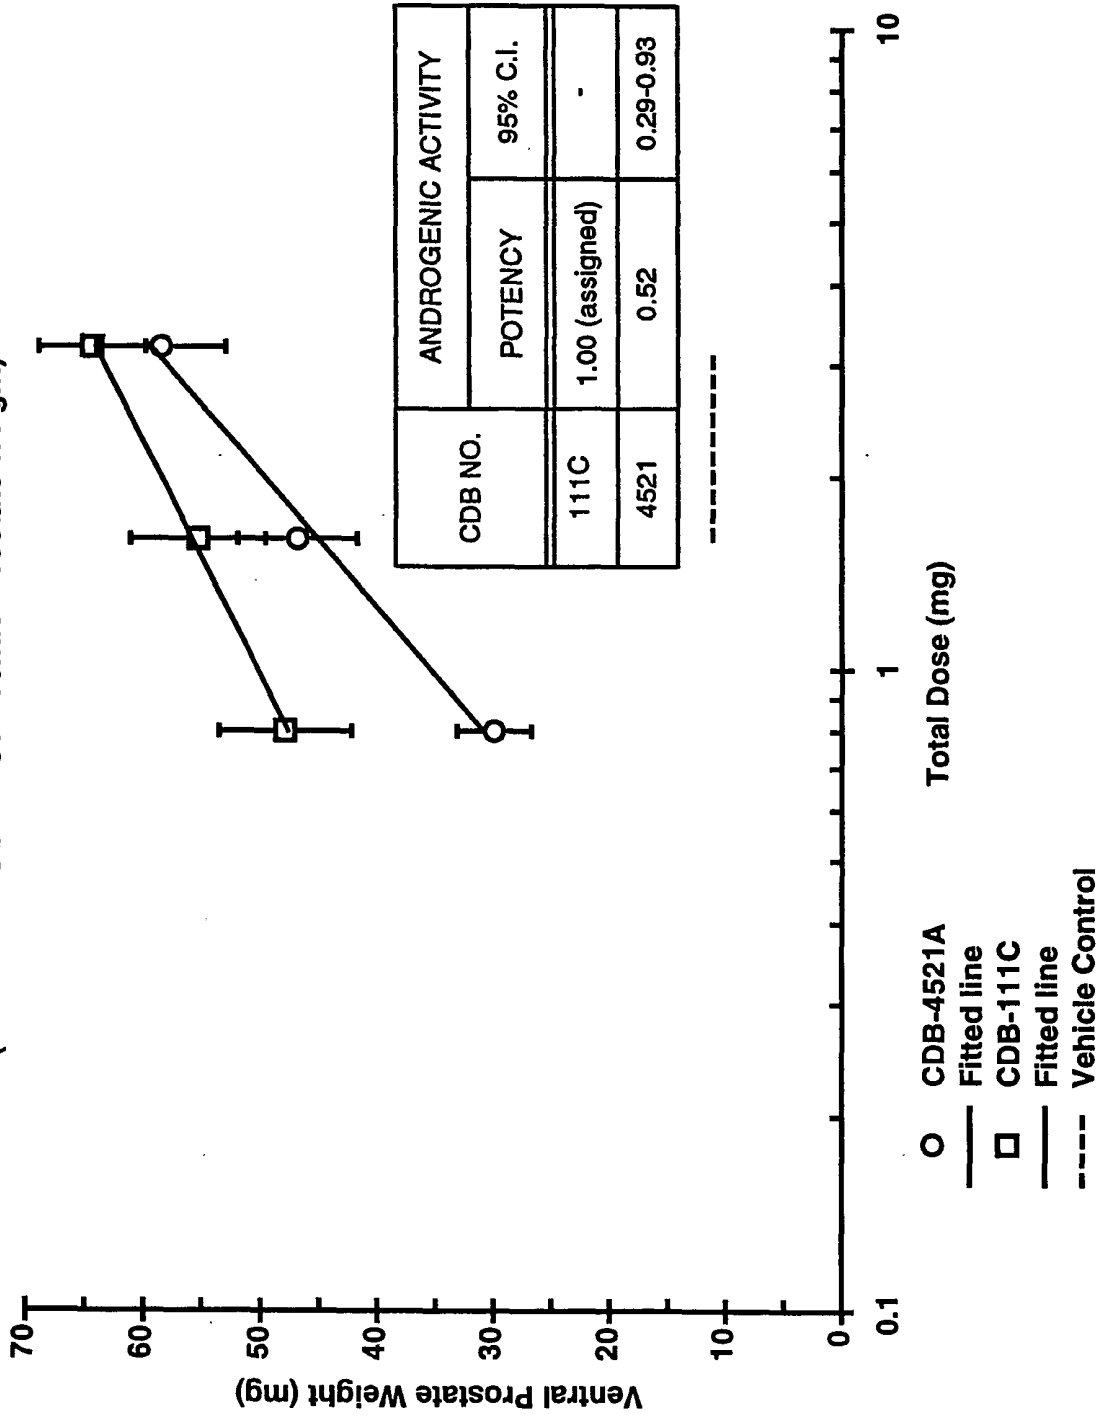 70
60
50
40
30
20
10
0
Ventral Prostate Weight (mg)
0.1
1
10
Total Dose (mg)
CDB NO.
ANDROGENIC ACTIVITY
POTENCY
95% C.I.
111C
1.00 (assigned)
-
4521
0.52
0.29-0.93
CDB-4521A
Fitted line
CDB-111C
Fitted line
Vehicle Control